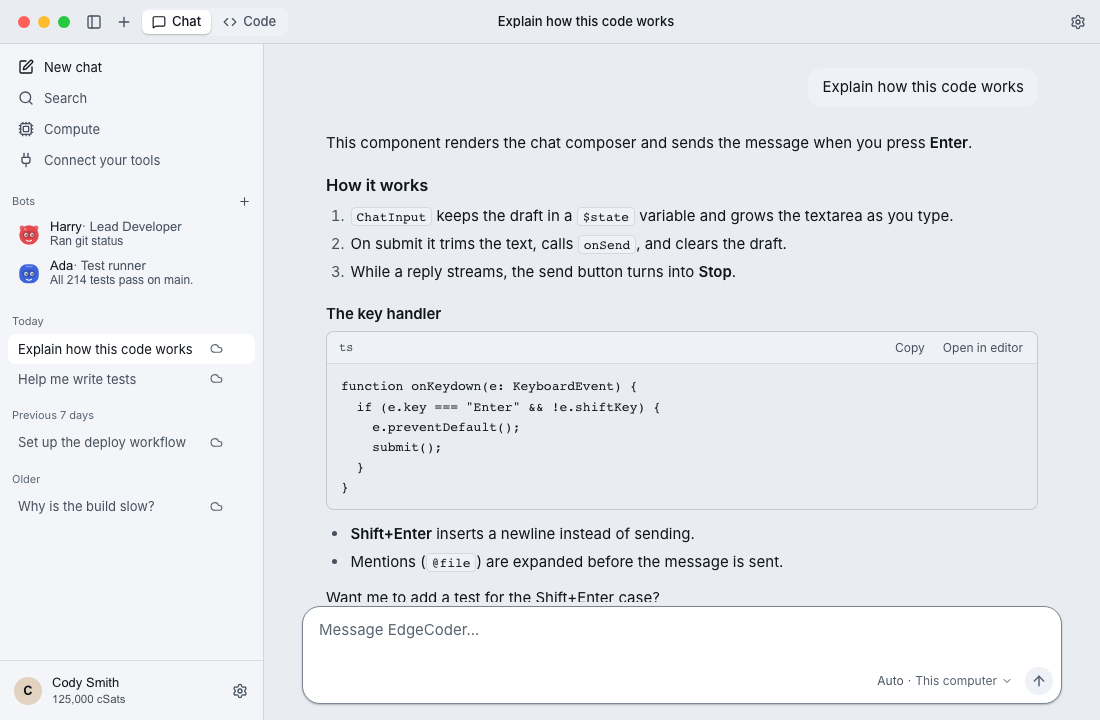 Chat
Code
Explain how this code works
New chat
Search
Compute
Connect your tools
Bots
Harry · Lead Developer
Ran git status
Ada · Test runner
All 214 tests pass on main.
Today
Explain how this code works
Help me write tests
Previous 7 days
Set up the deploy workflow
Older
Why is the build slow?
C
Cody Smith
125,000 cSats
Explain how this code works
This component renders the chat composer and sends the message when you press Enter.
How it works
1. ChatInput keeps the draft in a $state variable and grows the textarea as you type.
2. On submit it trims the text, calls onSend, and clears the draft.
3. While a reply streams, the send button turns into Stop.
The key handler
ts
Copy
Open in editor
function onKeydown(e: KeyboardEvent) {
  if (e.key === "Enter" && !e.shiftKey) {
    e.preventDefault();
    submit();
  }
}
• Shift+Enter inserts a newline instead of sending.
• Mentions (@file) are expanded before the message is sent.
Want me to add a test for the Shift+Enter case?
Message EdgeCoder...
Auto · This computer